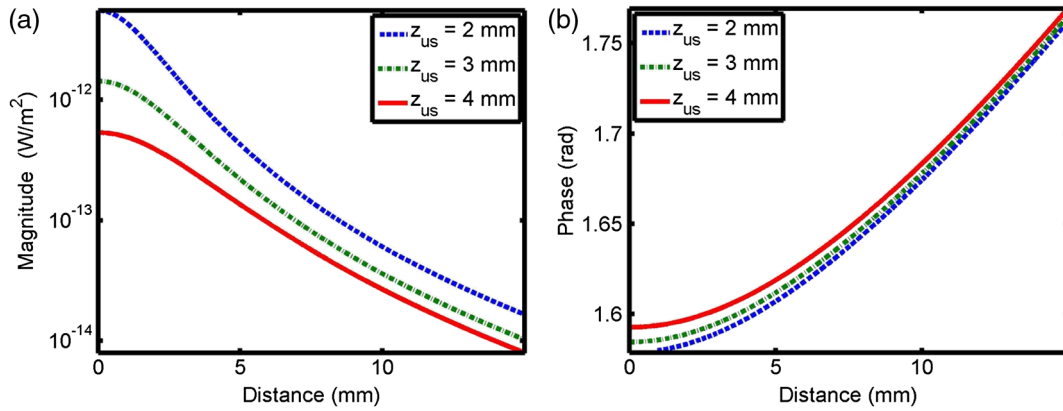 (a)
z_us = 2 mm
z_us = 3 mm
z_us = 4 mm
10^-12
10^-13
10^-14
Magnitude (W/m²)
0 5 10
Distance (mm)
(b)
z_us = 2 mm
z_us = 3 mm
z_us = 4 mm
1.75
1.7
1.65
1.6
Phase (rad)
0 5 10
Distance (mm)